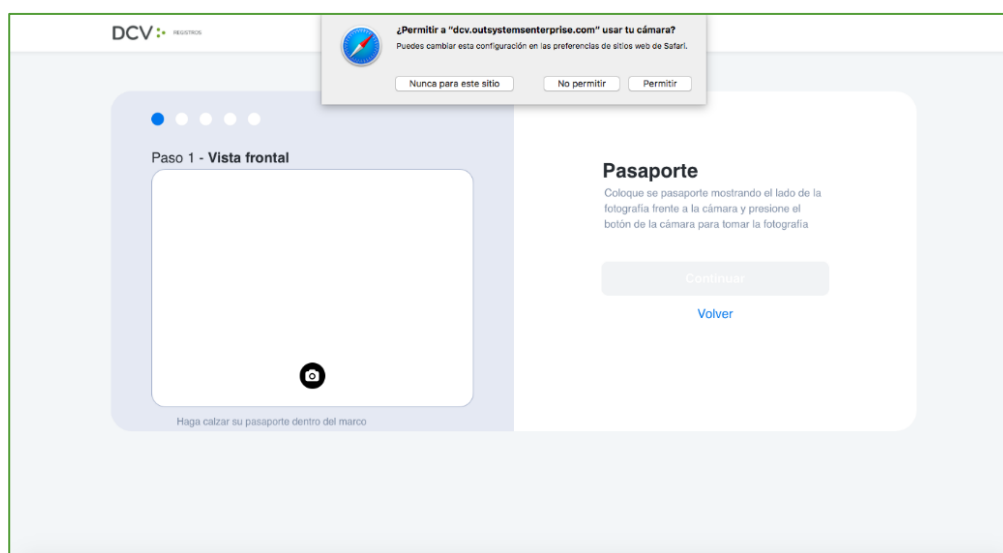 DCV REGISTROS
¿Permitir a “dcv.outsystemsenterprise.com” usar tu cámara?
Puedes cambiar esta configuración en las preferencias de sitios web de Safari.
Nunca para este sitio No permitir Permitir
Paso 1 - Vista frontal
Haga calzar su pasaporte dentro del marco
Pasaporte
Coloque se pasaporte mostrando el lado de la
fotografía frente a la cámara y presione el
botón de la cámara para tomar la fotografía
Continuar
Volver